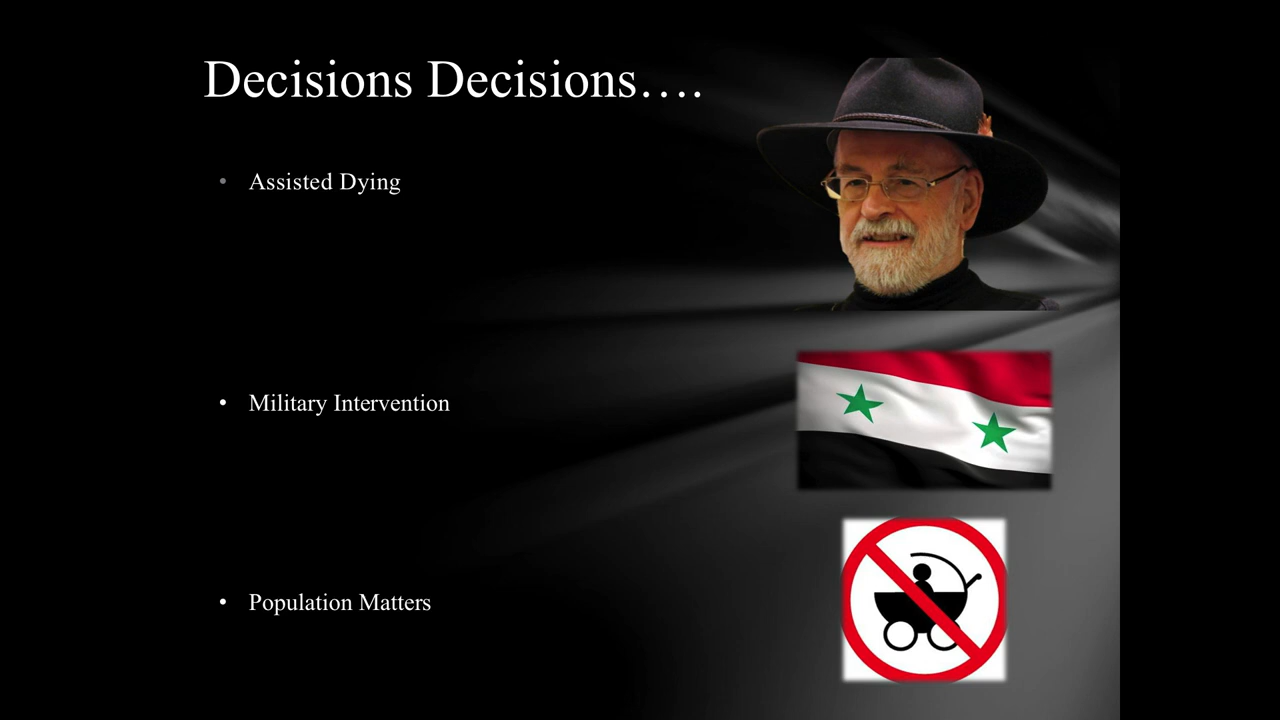 Decisions Decisions….
• Assisted Dying
• Military Intervention
• Population Matters